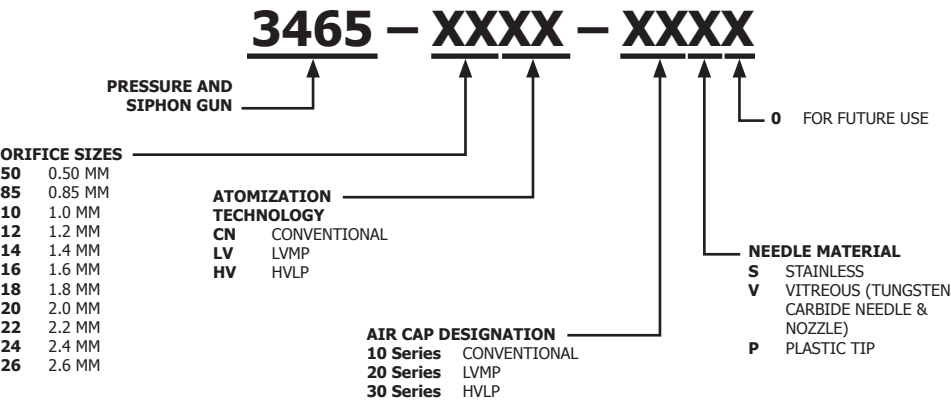 3465 – XXXX – XXXX
PRESSURE AND
SIPHON GUN
0 FOR FUTURE USE
ORIFICE SIZES
50 0.50 MM
85 0.85 MM
10 1.0 MM
12 1.2 MM
14 1.4 MM
16 1.6 MM
18 1.8 MM
20 2.0 MM
22 2.2 MM
24 2.4 MM
26 2.6 MM
ATOMIZATION
TECHNOLOGY
CN CONVENTIONAL
LV LVMP
HV HVLP
AIR CAP DESIGNATION
10 Series CONVENTIONAL
20 Series LVMP
30 Series HVLP
NEEDLE MATERIAL
S STAINLESS
V VITREOUS (TUNGSTEN
CARBIDE NEEDLE &
NOZZLE)
P PLASTIC TIP